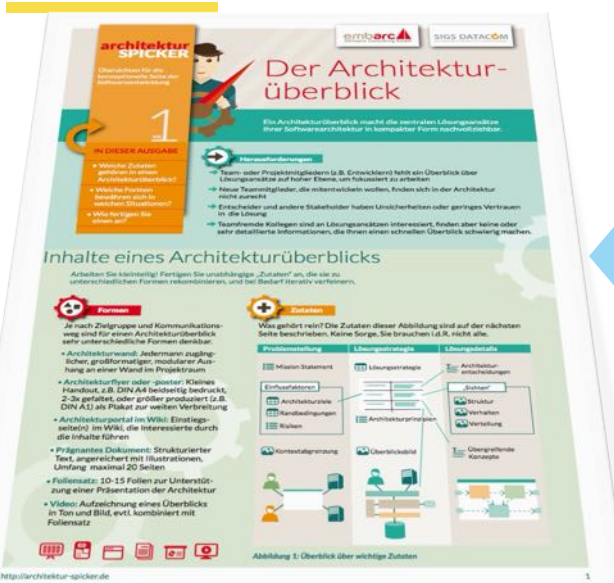 architektur
SPICKER
Übersichten für die
konzeptionelle Seite der
Softwareentwicklung
1
IN DIESER AUSGABE
• Welche Zutaten
gehören in einen
Architekturüberblick?
• Welche Formen
bewähren sich in
welchen Situationen?
• Wie fertigen Sie
einen an?
embarc
SIGS DATACOM
Der Architektur-
überblick
Ein Architekturüberblick macht die zentralen Lösungsansätze
Ihrer Softwarearchitektur in kompakter Form nachvollziehbar.
Herausforderungen
Team- oder Projektmitgliedern (z.B. Entwicklern) fehlt ein Überblick über
Lösungsansätze auf hoher Ebene, um fokussiert zu arbeiten
Neue Teammitglieder, die mitentwickeln wollen, finden sich in der Architektur
nicht zurecht
Entscheider und andere Stakeholder haben Unsicherheiten oder geringes Vertrauen
in die Lösung
Teamfremde Kollegen sind an Lösungsansätzen interessiert, finden aber keine oder
sehr detaillierte Informationen, die Ihnen einen schnellen Überblick schwierig machen.
Inhalte eines Architekturüberblicks
Arbeiten Sie kleinteilig! Fertigen Sie unabhängige „Zutaten“ an, die sie zu
unterschiedlichen Formen rekombinieren, und bei Bedarf iterativ verfeinern.
Formen
Je nach Zielgruppe und Kommunikations-
weg sind für einen Architekturüberblick
sehr unterschiedliche Formen denkbar.
• Architekturwand: Jedermann zugäng-
licher, großformatiger, modularer Aus-
hang an einer Wand im Projektraum
• Architekturflyer oder -poster: Kleines
Handout, z.B. DIN A4 beidseitig bedruckt,
2-3x gefaltet, oder größer produziert (z.B.
DIN A1) als Plakat zur weiten Verbreitung
• Architekturportal im Wiki: Einstiegs-
seite(n) im Wiki, die Interessierte durch
die Inhalte führen
• Prägnantes Dokument: Strukturierter
Text, angereichert mit Illustrationen,
Umfang maximal 20 Seiten
• Foliensatz: 10-15 Folien zur Unterstüt-
zung einer Präsentation der Architektur
• Video: Aufzeichnung eines Überblicks
in Ton und Bild, evtl. kombiniert mit
Foliensatz
Zutaten
Was gehört rein? Die Zutaten dieser Abbildung sind auf der nächsten
Seite beschrieben. Keine Sorge, Sie brauchen i.d.R. nicht alle.
Problemstellung Lösungsstrategie Lösungsdetails
Mission Statement
Einflussfaktoren
Architekturziele
Randbedingungen
Risiken
Kontextabgrenzung
Lösungsstrategie
Architekturprinzipien
Überblicksbild
Architektur-
entscheidungen
„Sichten“
Struktur
Verhalten
Verteilung
Übergreifende
Konzepte
Abbildung 1: Überblick über wichtige Zutaten
http://architektur-spicker.de 1